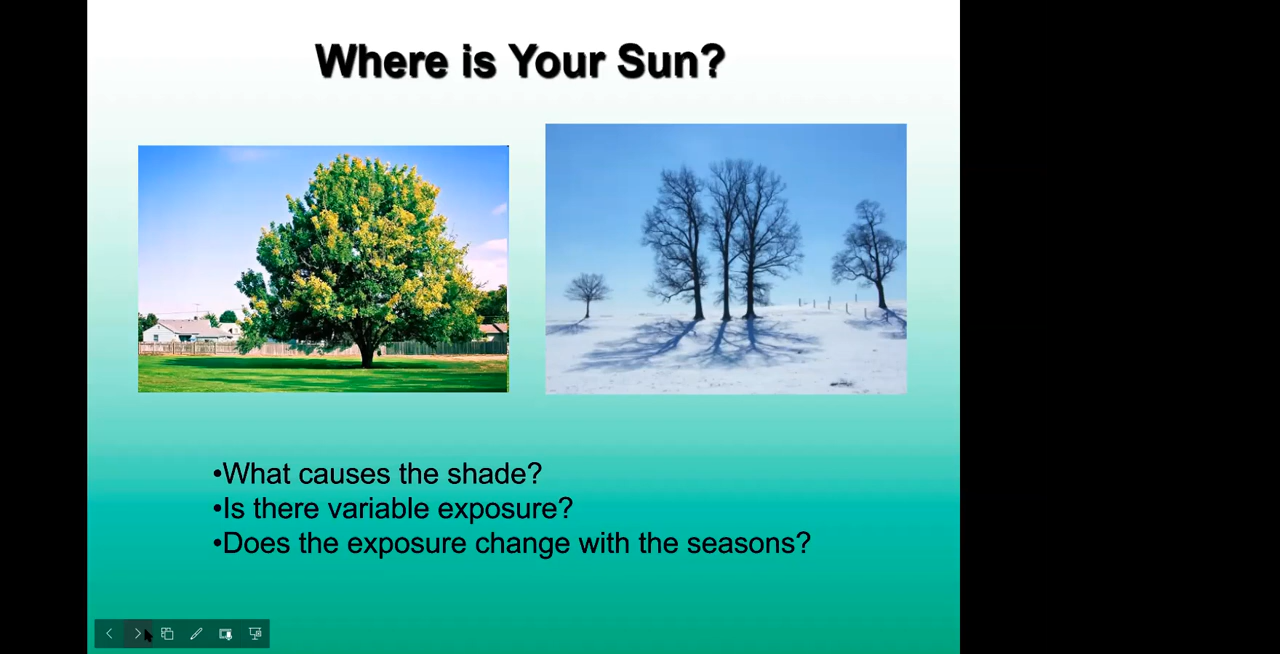 Where is Your Sun?
•What causes the shade?
•Is there variable exposure?
•Does the exposure change with the seasons?